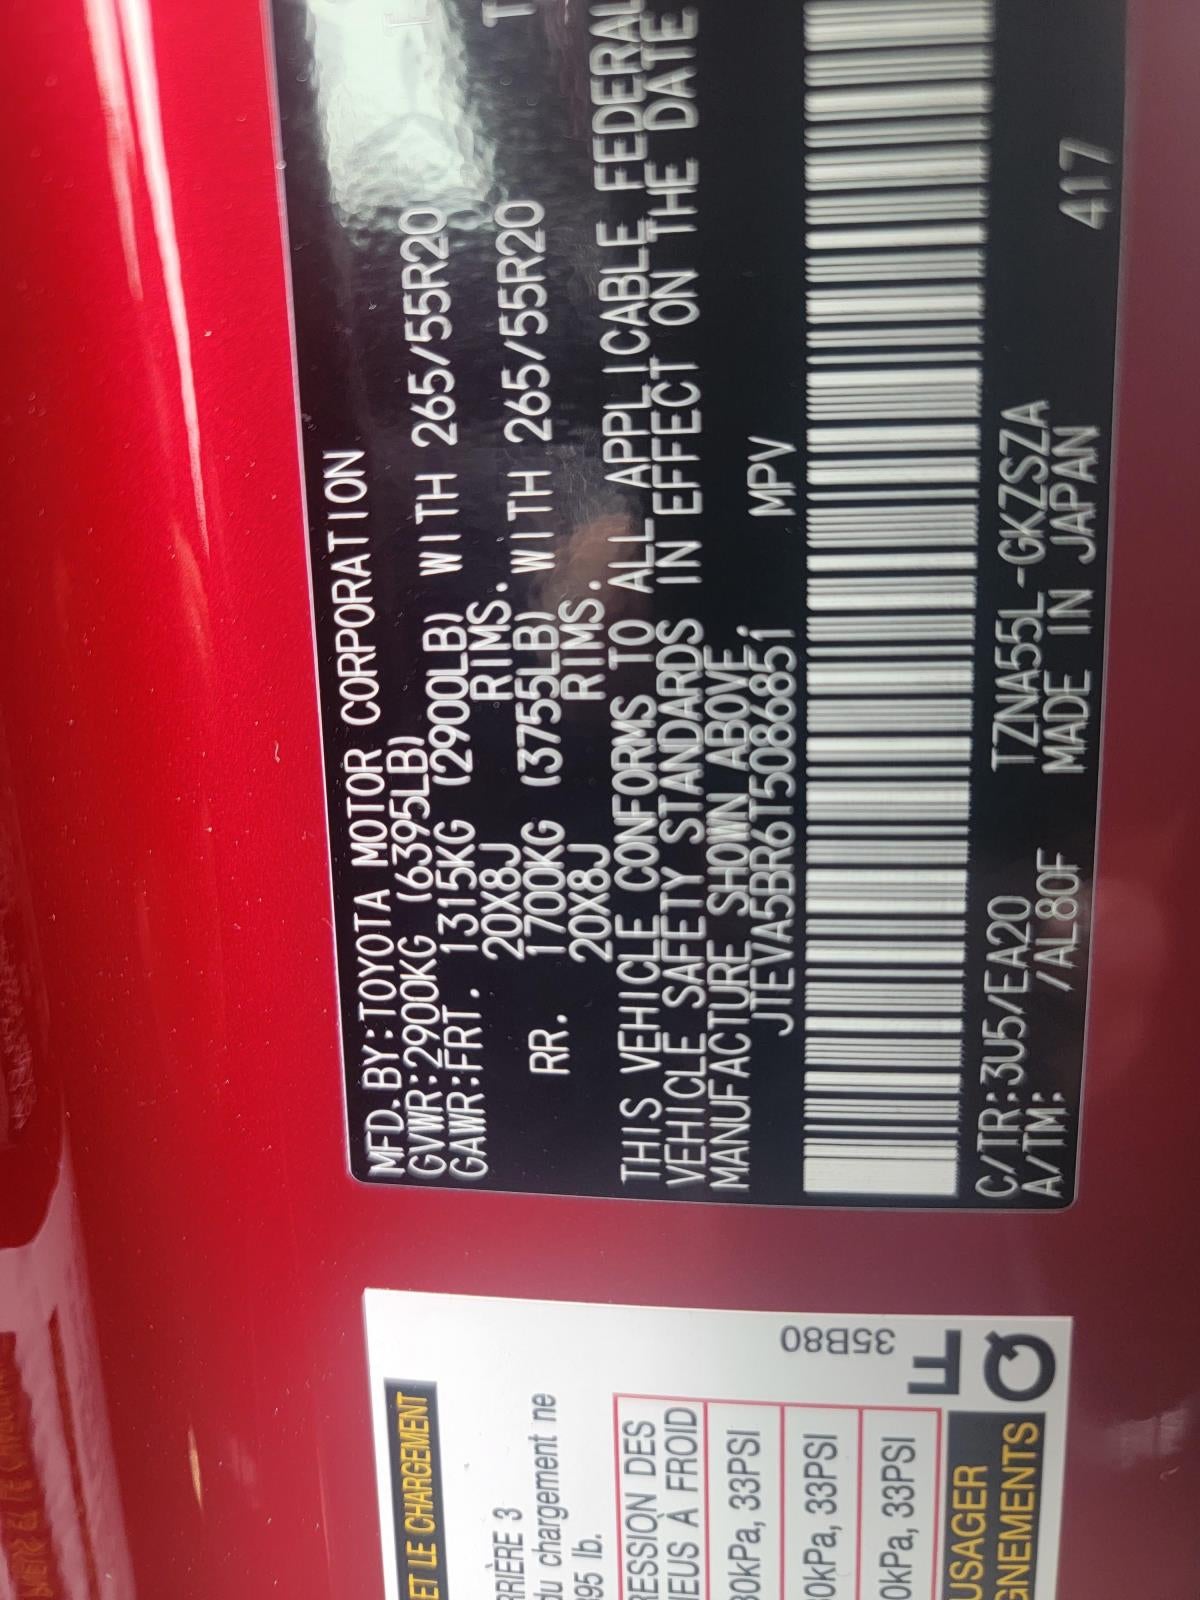 MFD.BY:TOYOTA MOTOR CORPORATION
GVWR:2900KG (6395LB)
GAWR:FRT. 1315KG (2900LB) WITH 265/55R20
20X8J RIMS.
RR. 1700KG (3755LB) WITH 265/55R20
20X8J RIMS.
THIS VEHICLE CONFORMS TO ALL APPLICABLE FEDERAL
VEHICLE SAFETY STANDARDS IN EFFECT ON THE DATE
MANUFACTURE SHOWN ABOVE.
JTEVA5BR6T5086851 MPV
C/TR:3U5/EA20 TZNA55L-GKZSZA
A/TM: /AL80F MADE IN JAPAN
417
ET LE CHARGEMENT
RRIÈRE 3
du chargement ne
395 lb.
RESSION DES
NEUS À FROID
30kPa, 33PSI
30kPa, 33PSI
0kPa, 33PSI
USAGER
GNEMENTS
35B80
F
Q